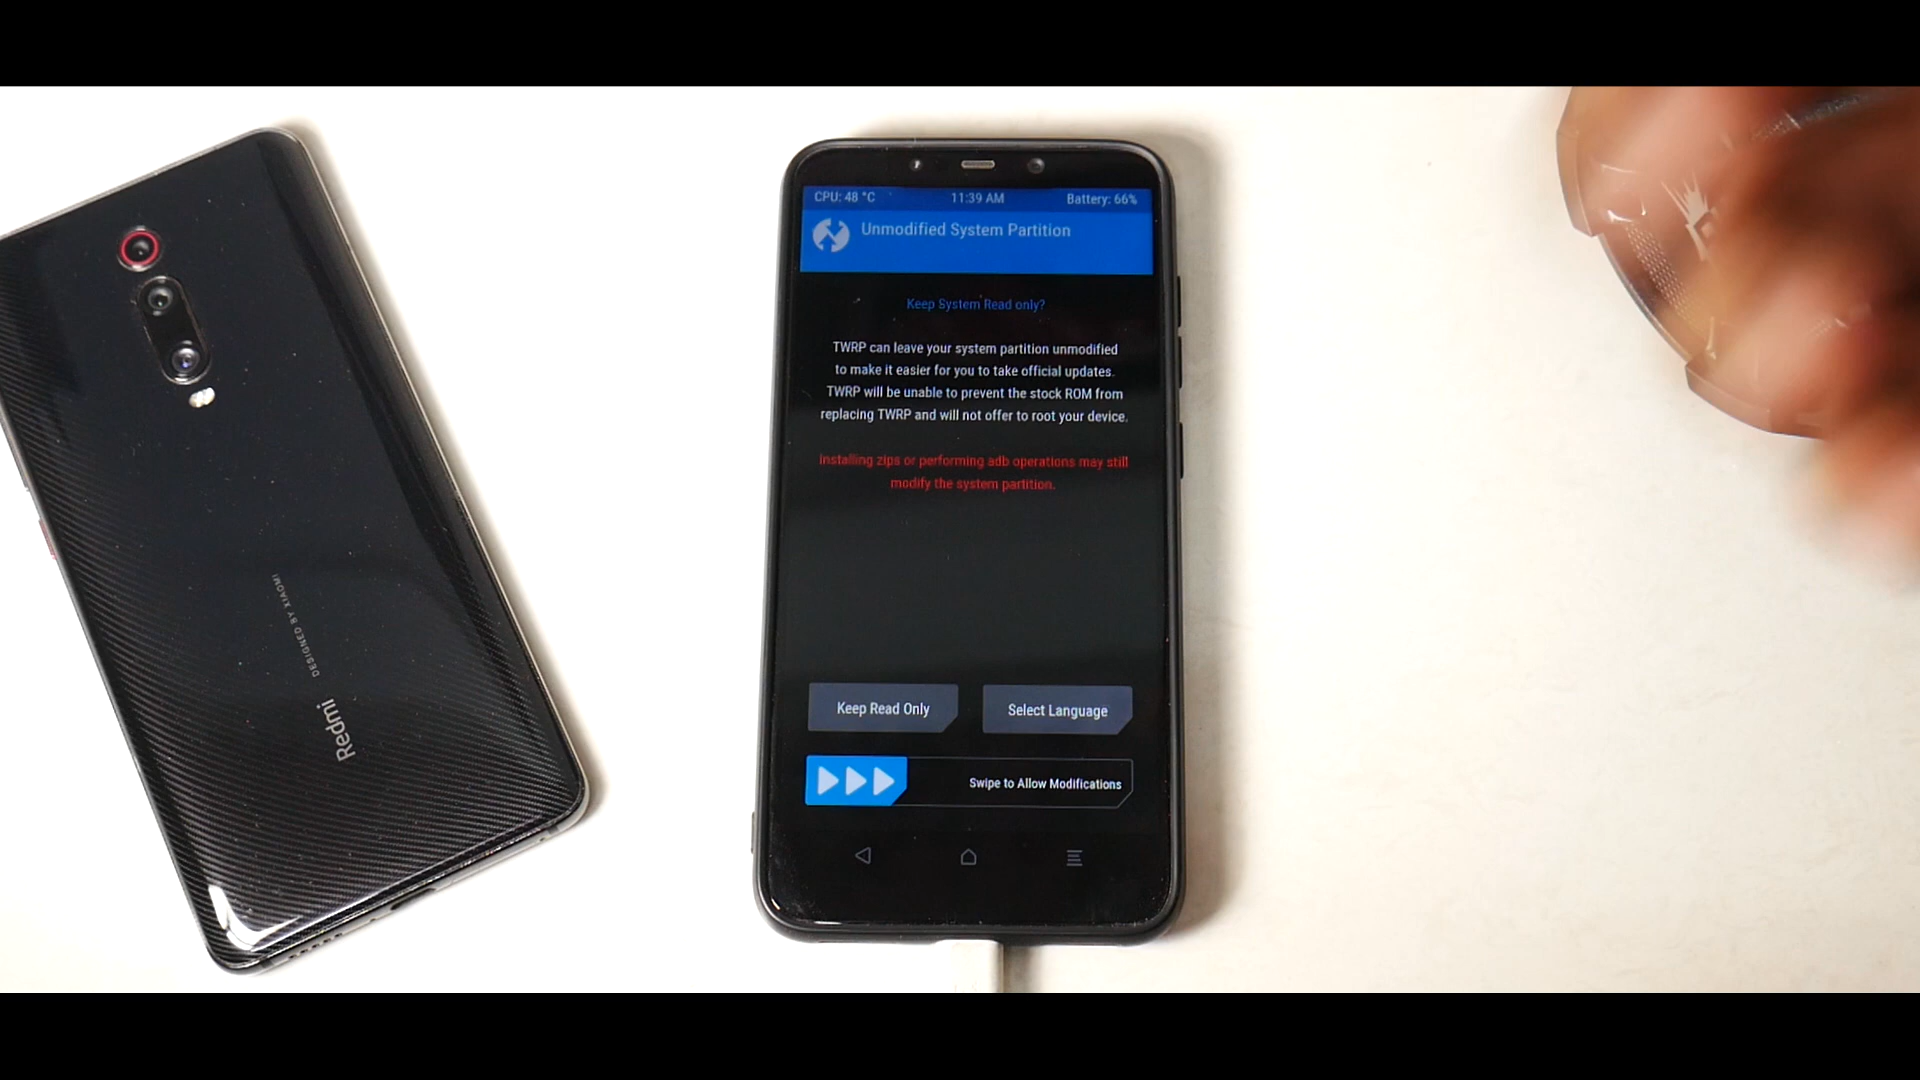 CPU: 48 °C
11:39 AM
Battery: 66%
Unmodified System Partition
Keep System Read only?
TWRP can leave your system partition unmodified
to make it easier for you to take official updates.
TWRP will be unable to prevent the stock ROM from
replacing TWRP and will not offer to root your device.
Installing zips or performing adb operations may still
modify the system partition.
Keep Read Only
Select Language
Swipe to Allow Modifications
Redmi
DESIGNED BY XIAOMI